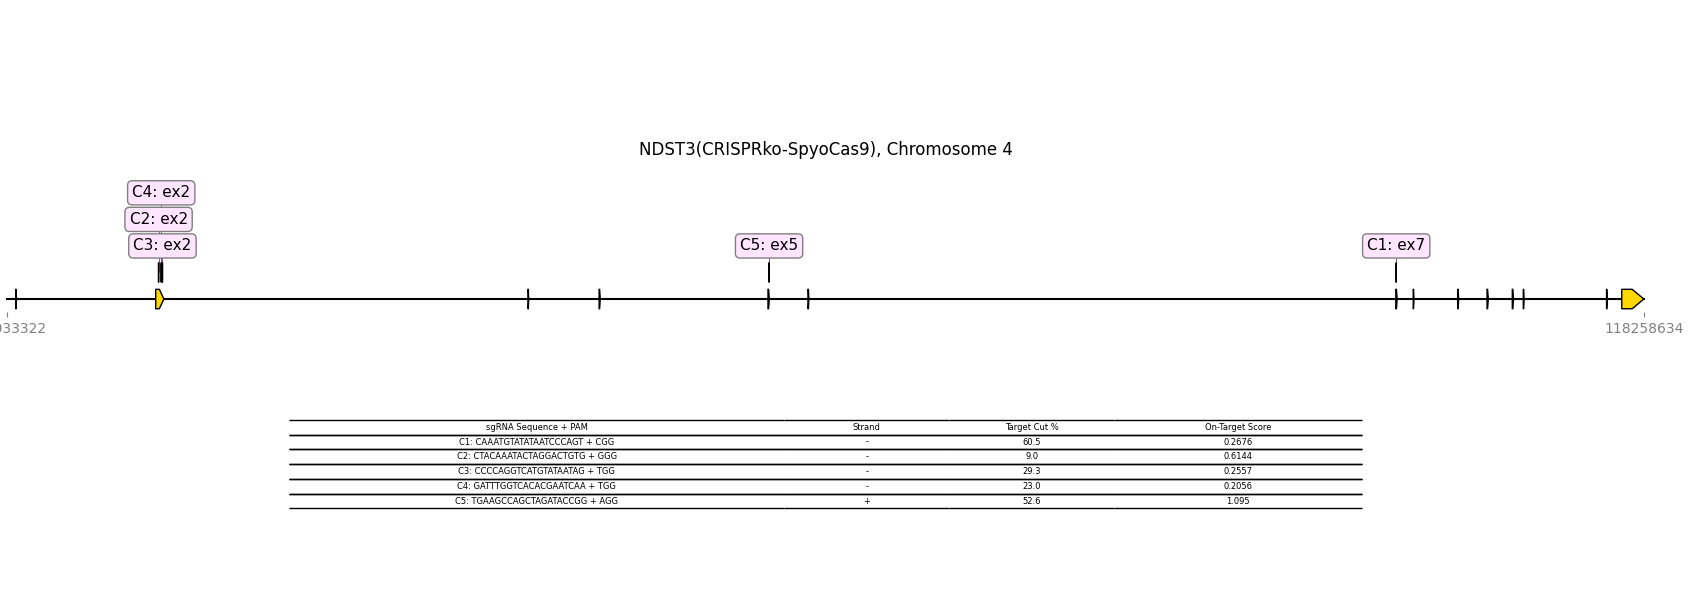 NDST3(CRISPRko-SpyoCas9), Chromosome 4
C4: ex2
C2: ex2
C3: ex2
C5: ex5
C1: ex7
033322
118258634
sgRNA Sequence + PAM Strand Target Cut % On-Target Score
C1: CAAATGTATATAATCCCAGT + CGG - 60.5 0.2676
C2: CTACAAATACTAGGACTGTG + GGG - 9.0 0.6144
C3: CCCCAGGTCATGTATAATAG + TGG - 29.3 0.2557
C4: GATTTGGTCACACGAATCAA + TGG - 23.0 0.2056
C5: TGAAGCCAGCTAGATACCGG + AGG + 52.6 1.095